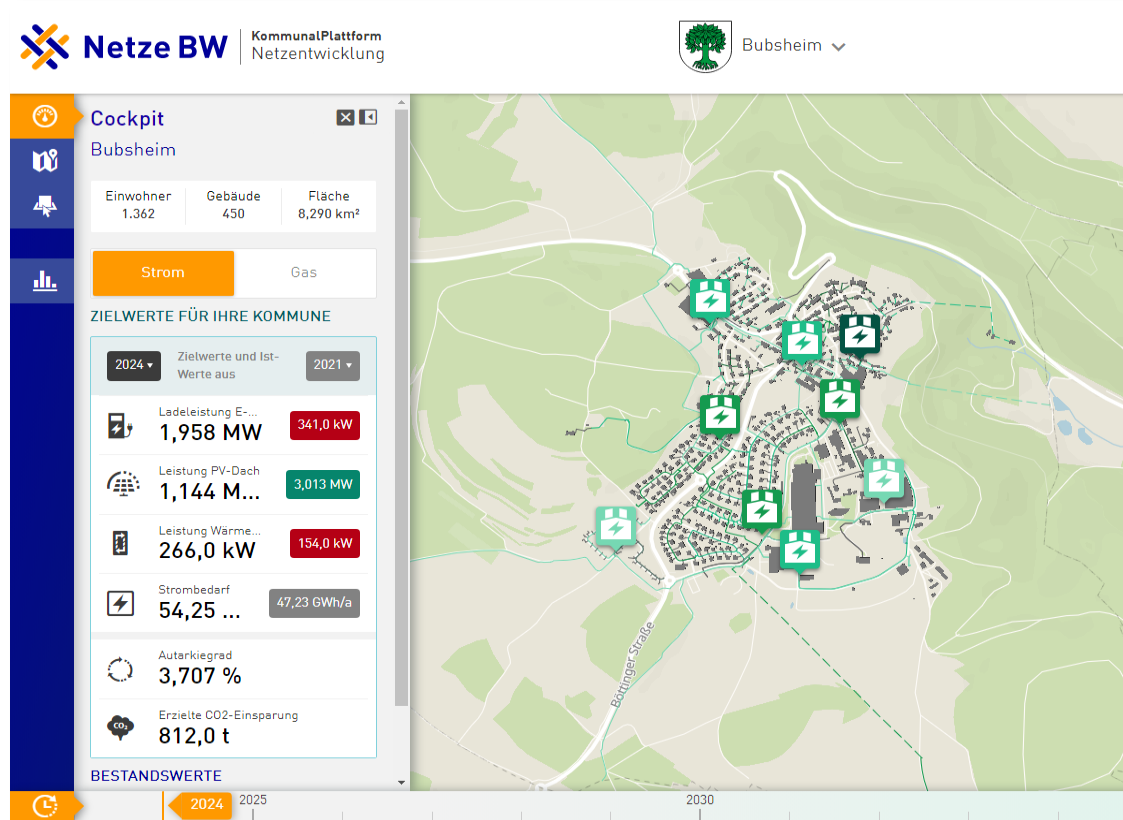 Netze BW
KommunalPlattform
Netzentwicklung
Bubsheim
Cockpit
Bubsheim
Einwohner
1.362
Gebäude
450
Fläche
8,290 km²
Strom
Gas
ZIELWERTE FÜR IHRE KOMMUNE
2024
Zielwerte und Ist-
Werte aus
2021
Ladeleistung E-...
1,958 MW
341,0 kW
Leistung PV-Dach
1,144 M...
3,013 MW
Leistung Wärme...
266,0 kW
154,0 kW
Strombedarf
54,25 ...
47,23 GWh/a
Autarkiegrad
3,707 %
CO₂
Erzielte CO2-Einsparung
812,0 t
BESTANDSWERTE
Böttinger Straße
2024
2025
2030